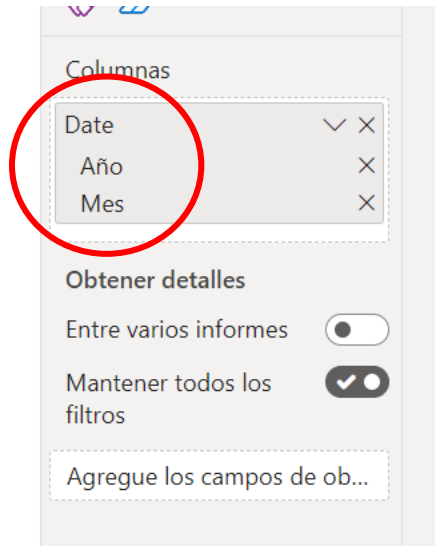 Columnas
Date
Año
Mes
Obtener detalles
Entre varios informes
Mantener todos los
filtros
Agregue los campos de ob...